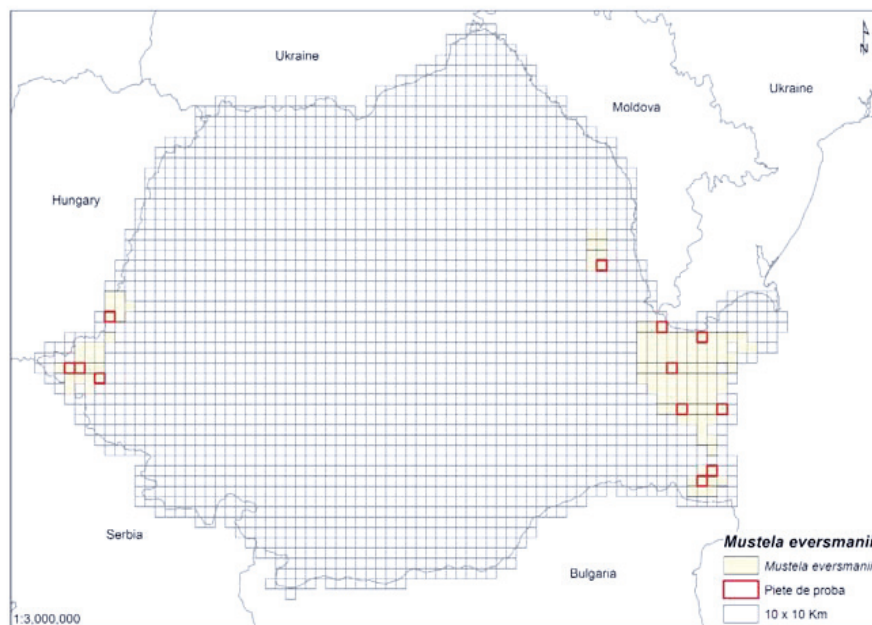 Ukraine
Ukraine
Moldova
Hungary
Serbia
Bulgaria
Mustela eversmanii
Mustela eversmanii
Piete de proba
10 x 10 Km
1:3,000,000